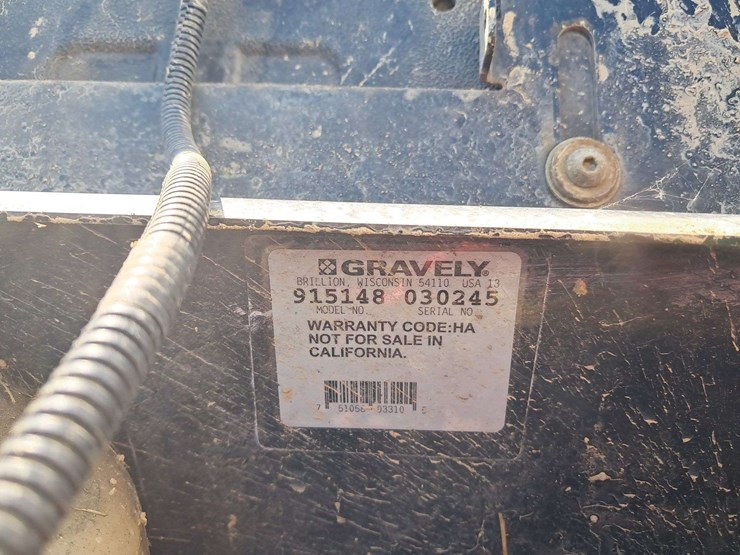 GRAVELY®
BRILLION, WISCONSIN 54110 USA 13
915148 030245
MODEL NO. SERIAL NO.
WARRANTY CODE:HA
NOT FOR SALE IN
CALIFORNIA.
7 51058 03310